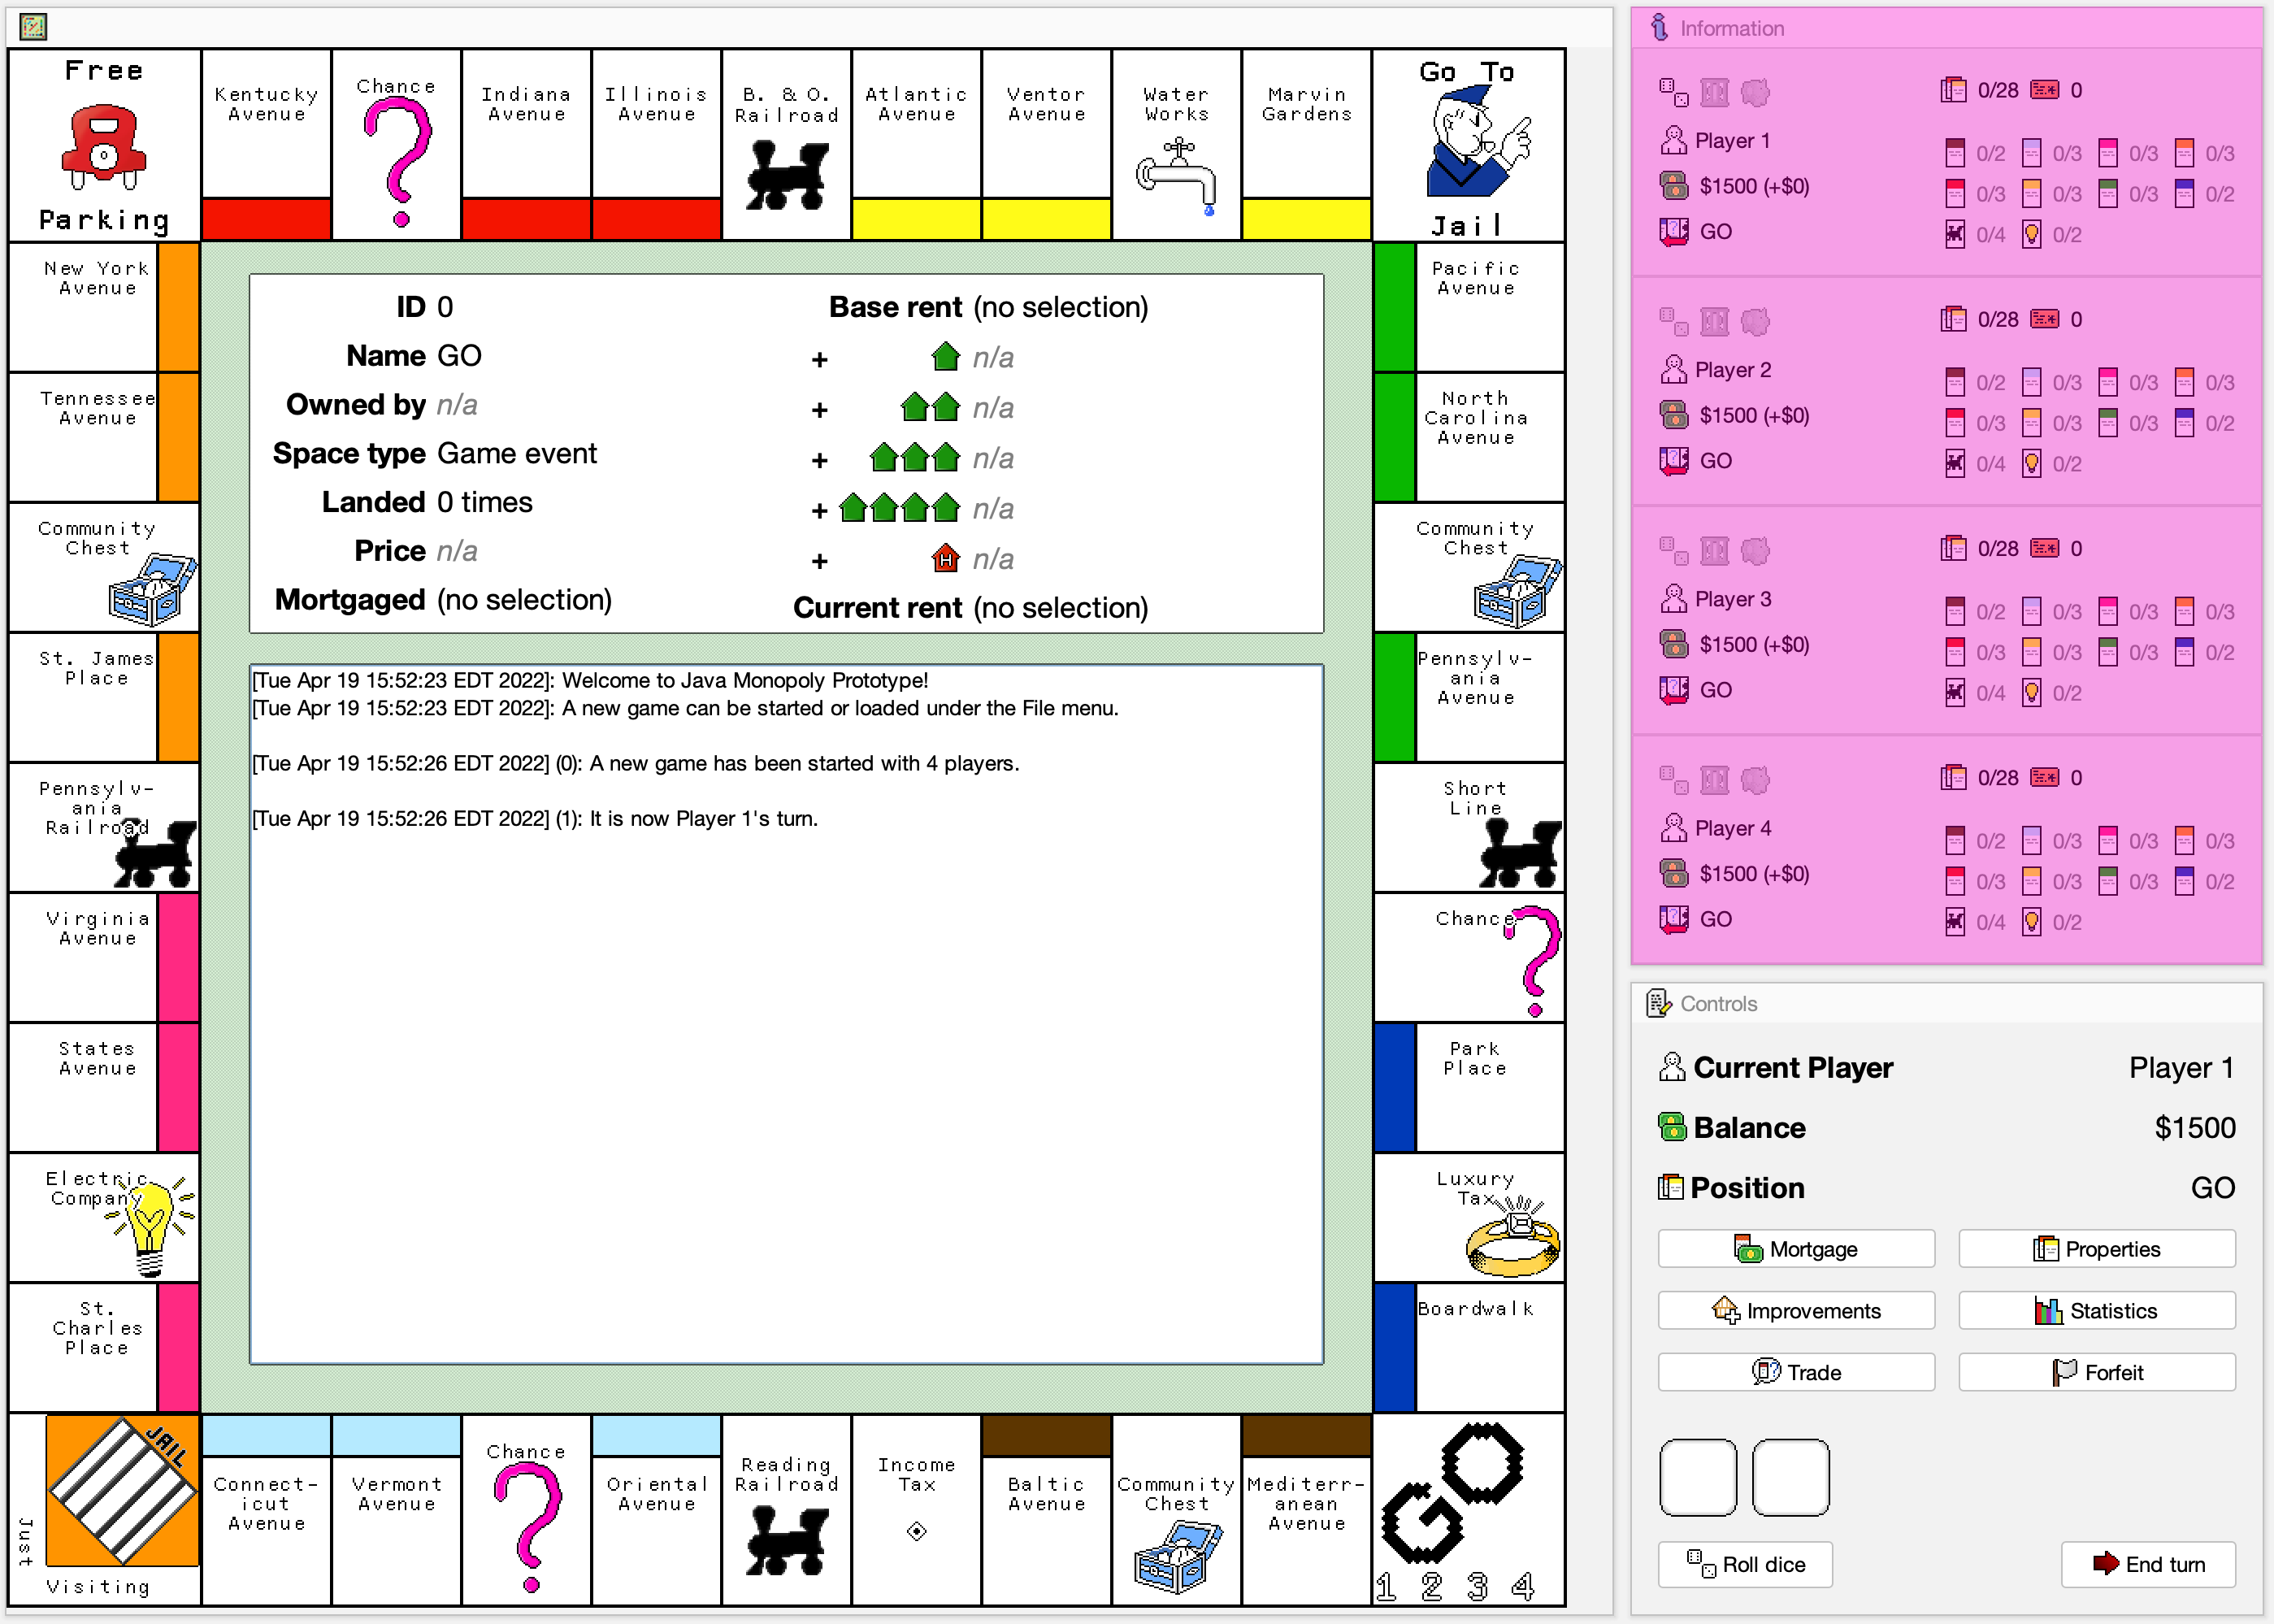 Free
Parking
Kentucky
Avenue
Chance
Indiana
Avenue
Illinois
Avenue
B. & O.
Railroad
Atlantic
Avenue
Ventor
Avenue
Water
Works
Marvin
Gardens
Go To
Jail
New York
Avenue
Tennessee
Avenue
Community
Chest
St. James
Place
Pennsylv-
ania
Railroad
Virginia
Avenue
States
Avenue
Electric
Company
St.
Charles
Place
ID 0
Name GO
Owned by n/a
Space type Game event
Landed 0 times
Price n/a
Mortgaged (no selection)
Base rent (no selection)
+ n/a
+ n/a
+ n/a
+ n/a
+ H n/a
Current rent (no selection)
[Tue Apr 19 15:52:23 EDT 2022]: Welcome to Java Monopoly Prototype!
[Tue Apr 19 15:52:23 EDT 2022]: A new game can be started or loaded under the File menu.
[Tue Apr 19 15:52:26 EDT 2022] (0): A new game has been started with 4 players.
[Tue Apr 19 15:52:26 EDT 2022] (1): It is now Player 1's turn.
Pacific
Avenue
North
Carolina
Avenue
Community
Chest
Pennsylv-
ania
Avenue
Short
Line
Chance
Park
Place
Luxury
Tax
Boardwalk
JAIL
Just
Visiting
Connect-
icut
Avenue
Vermont
Avenue
Chance
Oriental
Avenue
Reading
Railroad
Income
Tax
Baltic
Avenue
Community
Chest
Mediterr-
anean
Avenue
GO
1 2 3 4
Information
0/28 0
Player 1
$1500 (+$0)
GO
0/2 0/3 0/3 0/3
0/3 0/3 0/3 0/2
0/4 0/2
0/28 0
Player 2
$1500 (+$0)
GO
0/2 0/3 0/3 0/3
0/3 0/3 0/3 0/2
0/4 0/2
0/28 0
Player 3
$1500 (+$0)
GO
0/2 0/3 0/3 0/3
0/3 0/3 0/3 0/2
0/4 0/2
0/28 0
Player 4
$1500 (+$0)
GO
0/2 0/3 0/3 0/3
0/3 0/3 0/3 0/2
0/4 0/2
Controls
Current Player Player 1
Balance $1500
Position GO
Mortgage Properties
Improvements Statistics
Trade Forfeit
Roll dice End turn